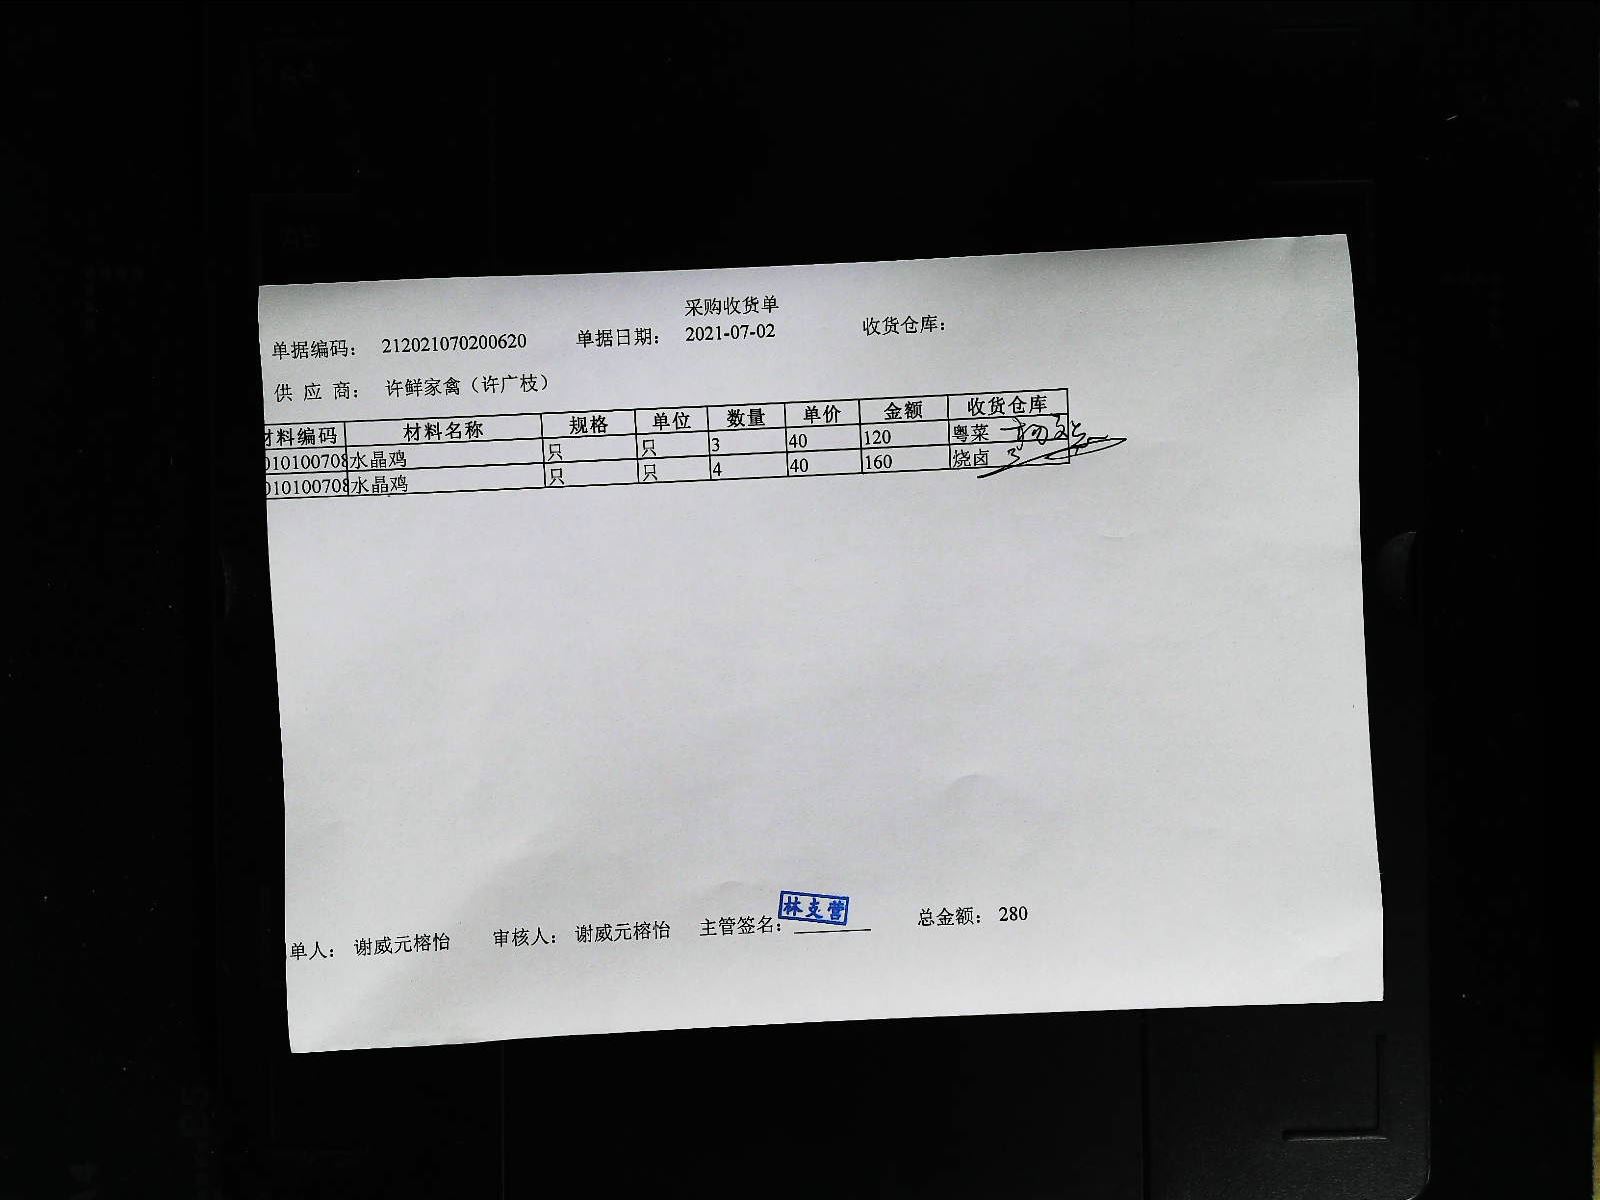 采购收货单
单据编码： 212021070200620 单据日期： 2021-07-02 收货仓库：
供 应 商： 许鲜家禽（许广枝）
材料编码 材料名称 规格 单位 数量 单价 金额 收货仓库
010100708 水晶鸡 只 只 3 40 120 粤菜
010100708 水晶鸡 只 只 4 40 160 烧卤
单人： 谢威元榕怡 审核人： 谢威元榕怡 主管签名： 林支营 总金额： 280